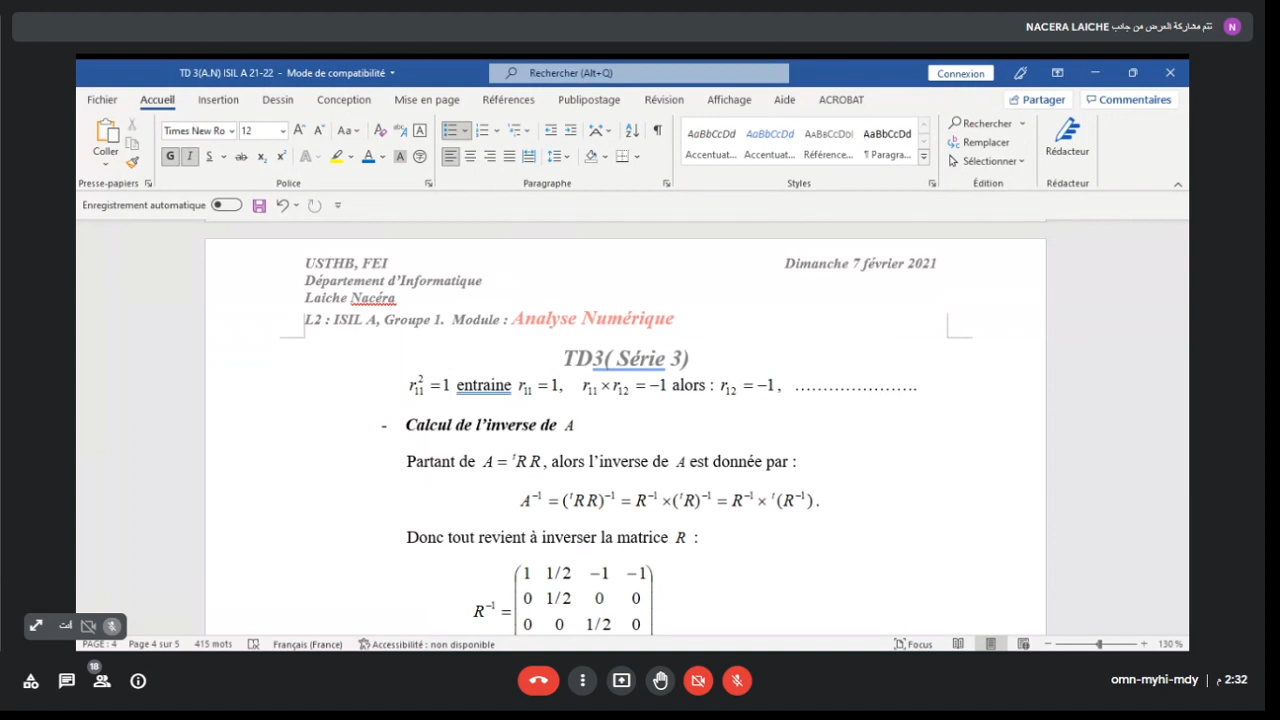 تتم مشاركة العرض من جانب NACERA LAICHE
N
TD 3(A.N) ISIL A 21-22 - Mode de compatibilité
Rechercher (Alt+Q)
Connexion
Fichier Accueil Insertion Dessin Conception Mise en page Références Publipostage Révision Affichage Aide ACROBAT
Partager Commentaires
Coller
Times New Ro 12
AaBbCcDd AaBbCcDd AaBbCcDd AaBbCcDd
Accentuat... Accentuat... Référence... ¶ Paragra...
Rechercher
Remplacer
Sélectionner
Rédacteur
Presse-papiers Police Paragraphe Styles Édition Rédacteur
Enregistrement automatique
USTHB, FEI Dimanche 7 février 2021
Département d'Informatique
Laiche Nacéra
L2 : ISIL A, Groupe 1. Module : Analyse Numérique
TD3( Série 3)
r₁₁² = 1 entraine r₁₁ = 1, r₁₁ × r₁₂ = −1 alors : r₁₂ = −1 , ………………….
- Calcul de l'inverse de A
Partant de A = ᵗR R, alors l'inverse de A est donnée par :
A⁻¹ = (ᵗR R)⁻¹ = R⁻¹ ×(ᵗR)⁻¹ = R⁻¹ × ᵗ(R⁻¹) .
Donc tout revient à inverser la matrice R :
1 1/2 −1 −1
0 1/2 0 0
R⁻¹ =
0 0 1/2 0
أنت
PAGE : 4 Page 4 sur 5 415 mots Français (France) Accessibilité : non disponible Focus 130 %
18
omn-myhi-mdy | 2:32 م